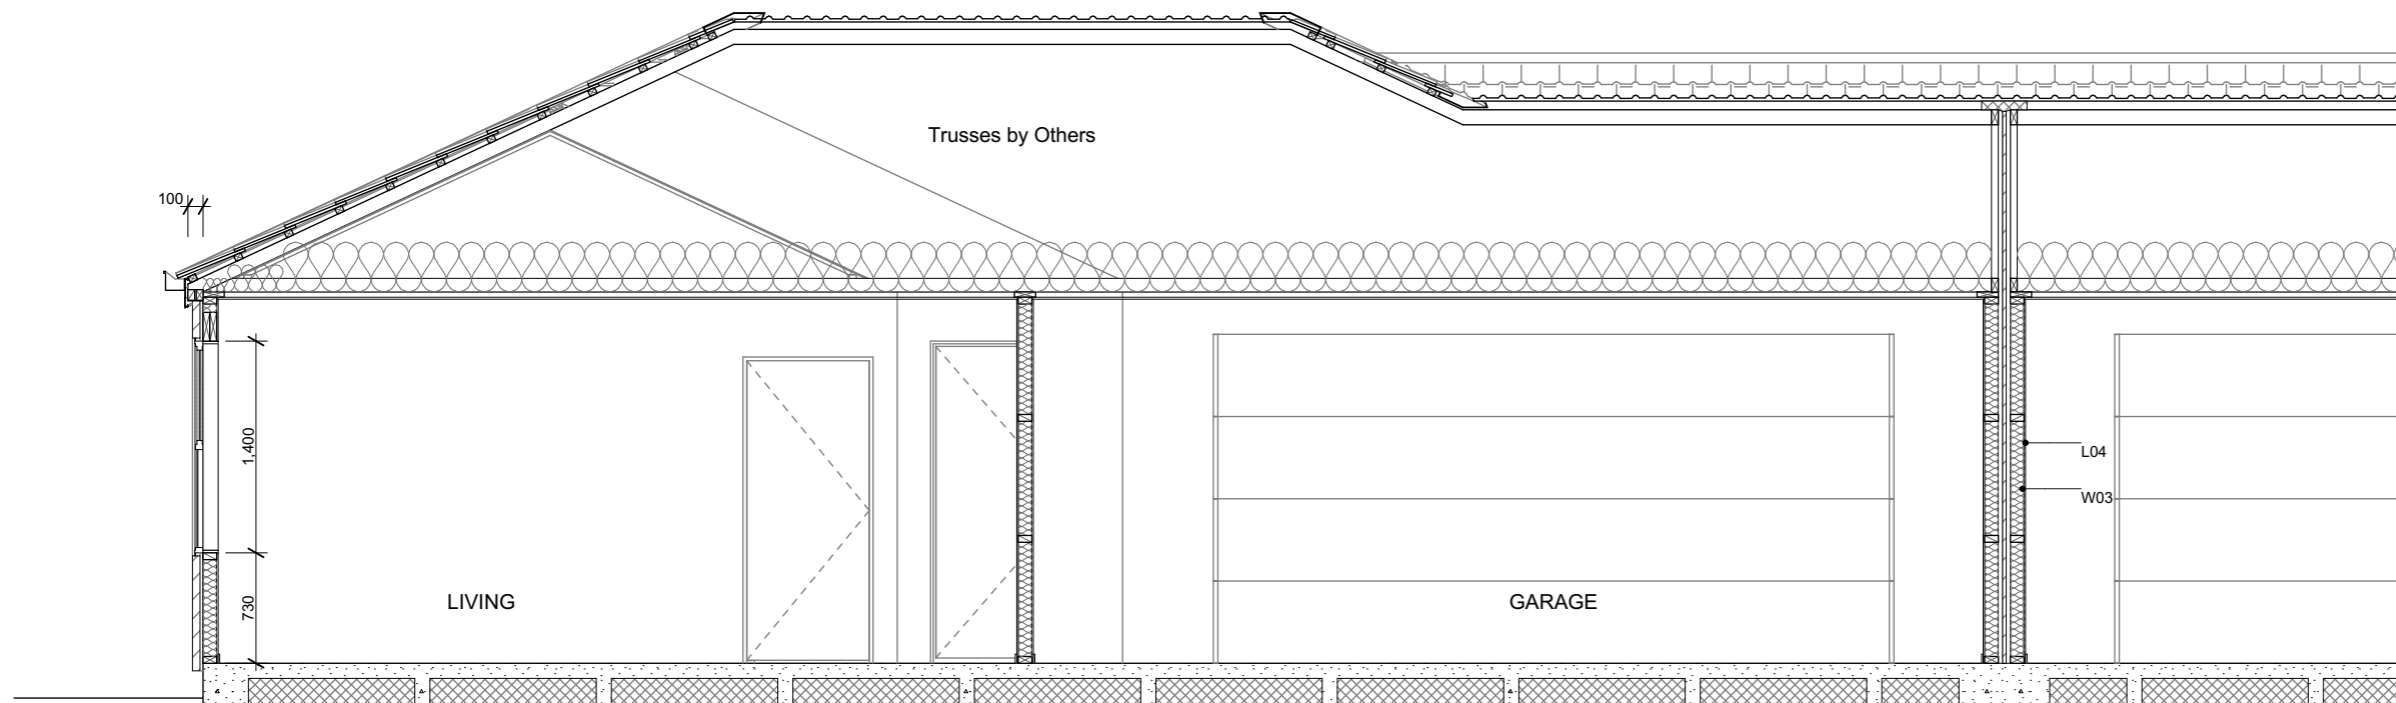 Trusses by Others
100
1,400
730
L04
W03
LIVING
GARAGE